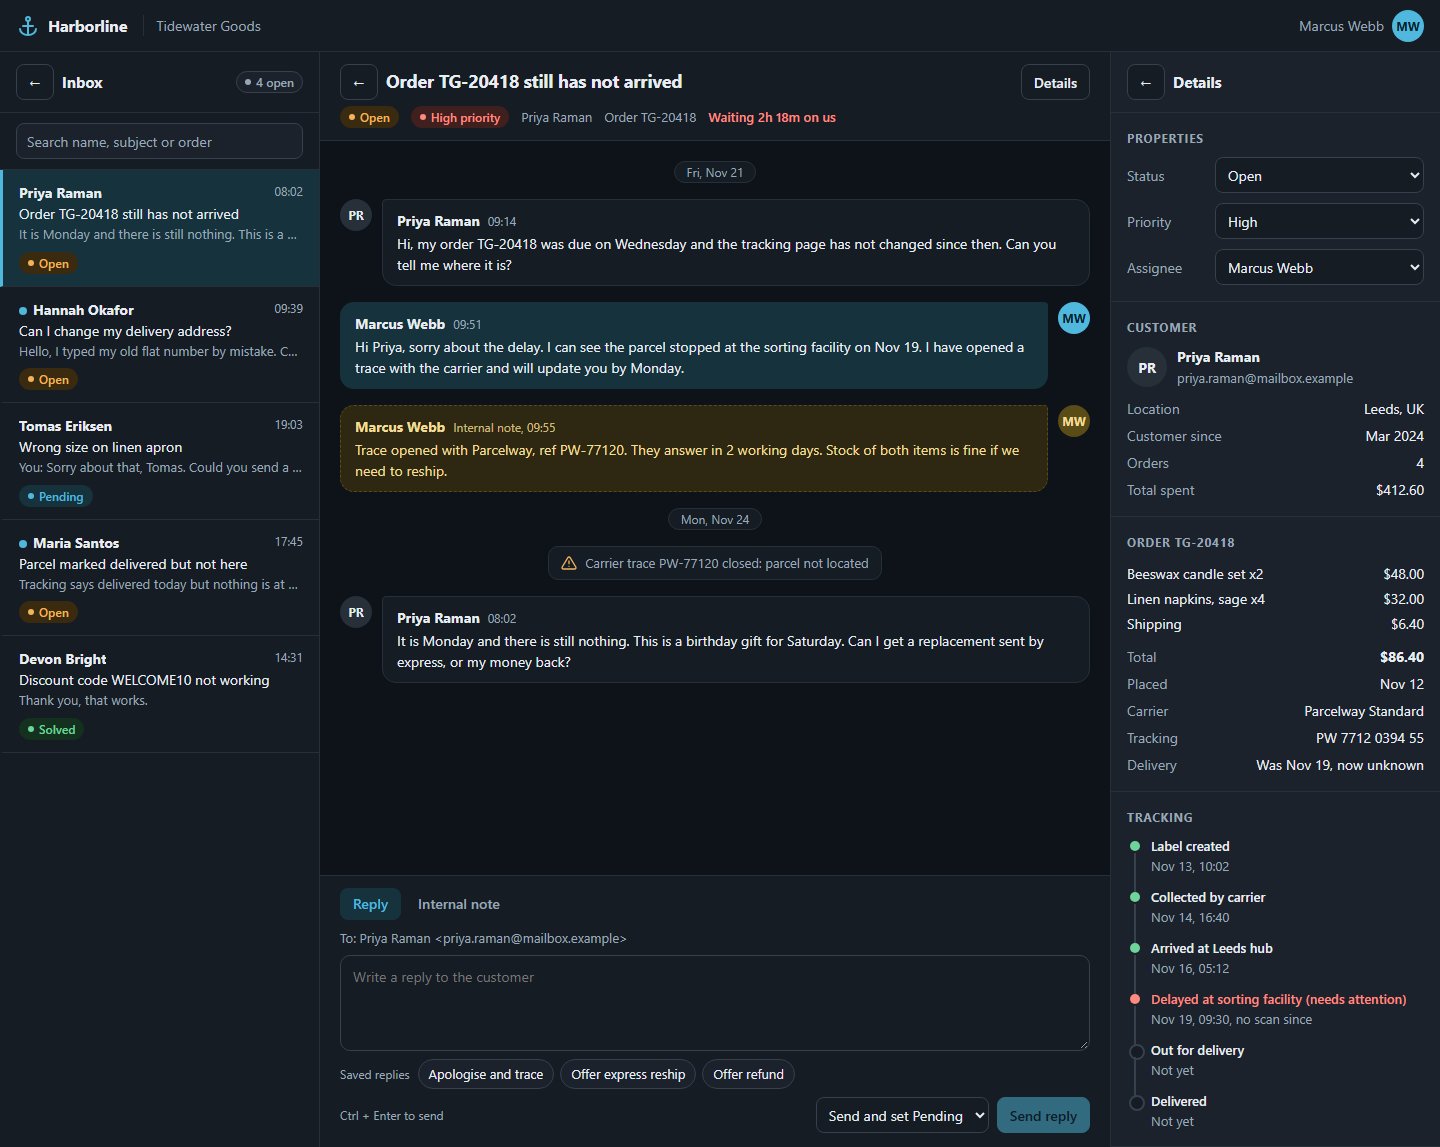 Harborline
Tidewater Goods
Marcus Webb
MW
←
Inbox
4 open
Search name, subject or order
Priya Raman
08:02
Order TG-20418 still has not arrived
It is Monday and there is still nothing. This is a ...
Open
Hannah Okafor
09:39
Can I change my delivery address?
Hello, I typed my old flat number by mistake. C...
Open
Tomas Eriksen
19:03
Wrong size on linen apron
You: Sorry about that, Tomas. Could you send a ...
Pending
Maria Santos
17:45
Parcel marked delivered but not here
Tracking says delivered today but nothing is at ...
Open
Devon Bright
14:31
Discount code WELCOME10 not working
Thank you, that works.
Solved
←
Order TG-20418 still has not arrived
Details
Open
High priority
Priya Raman
Order TG-20418
Waiting 2h 18m on us
Fri, Nov 21
PR
Priya Raman 09:14
Hi, my order TG-20418 was due on Wednesday and the tracking page has not changed since then. Can you
tell me where it is?
Marcus Webb 09:51
Hi Priya, sorry about the delay. I can see the parcel stopped at the sorting facility on Nov 19. I have opened a
trace with the carrier and will update you by Monday.
MW
Marcus Webb Internal note, 09:55
Trace opened with Parcelway, ref PW-77120. They answer in 2 working days. Stock of both items is fine if we
need to reship.
MW
Mon, Nov 24
Carrier trace PW-77120 closed: parcel not located
PR
Priya Raman 08:02
It is Monday and there is still nothing. This is a birthday gift for Saturday. Can I get a replacement sent by
express, or my money back?
Reply
Internal note
To: Priya Raman <priya.raman@mailbox.example>
Write a reply to the customer
Saved replies
Apologise and trace
Offer express reship
Offer refund
Ctrl + Enter to send
Send and set Pending
Send reply
←
Details
PROPERTIES
Status
Open
Priority
High
Assignee
Marcus Webb
CUSTOMER
PR
Priya Raman
priya.raman@mailbox.example
Location
Leeds, UK
Customer since
Mar 2024
Orders
4
Total spent
$412.60
ORDER TG-20418
Beeswax candle set x2
$48.00
Linen napkins, sage x4
$32.00
Shipping
$6.40
Total
$86.40
Placed
Nov 12
Carrier
Parcelway Standard
Tracking
PW 7712 0394 55
Delivery
Was Nov 19, now unknown
TRACKING
Label created
Nov 13, 10:02
Collected by carrier
Nov 14, 16:40
Arrived at Leeds hub
Nov 16, 05:12
Delayed at sorting facility (needs attention)
Nov 19, 09:30, no scan since
Out for delivery
Not yet
Delivered
Not yet